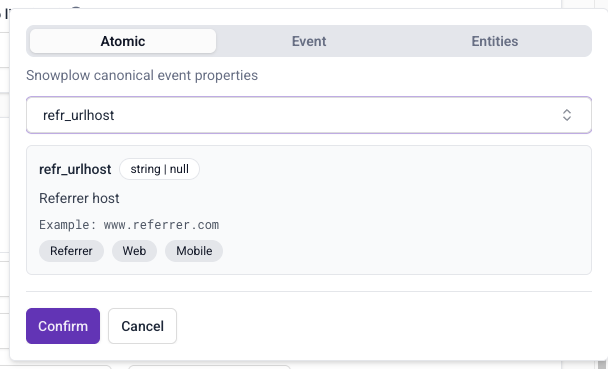 Atomic
Event
Entities
Snowplow canonical event properties
refr_urlhost
refr_urlhost string | null
Referrer host
Example: www.referrer.com
Referrer Web Mobile
Confirm Cancel